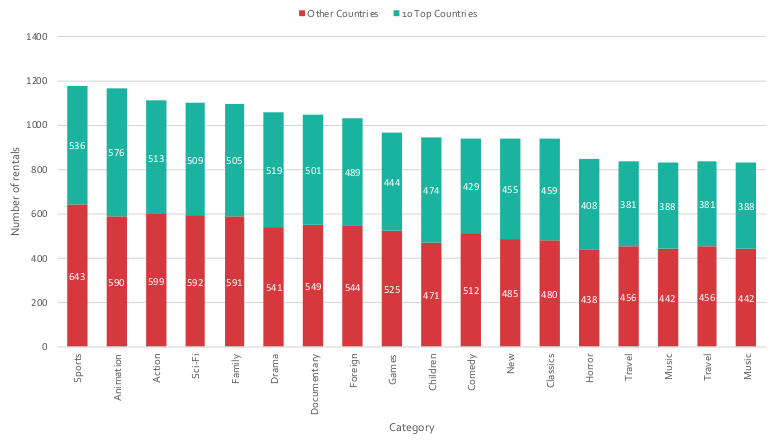 Other Countries 10 Top Countries
1400
1200
1000
800
600
400
200
0
Number of rentals
536 576 513 509 505 519 501 489 444 474 429 455 459 408 381 388 381 388
643 590 599 592 591 541 549 544 525 471 512 485 480 438 456 442 456 442
Sports Animation Action Sci-Fi Family Drama Documentary Foreign Games Children Comedy New Classics Horror Travel Music Travel Music
Category